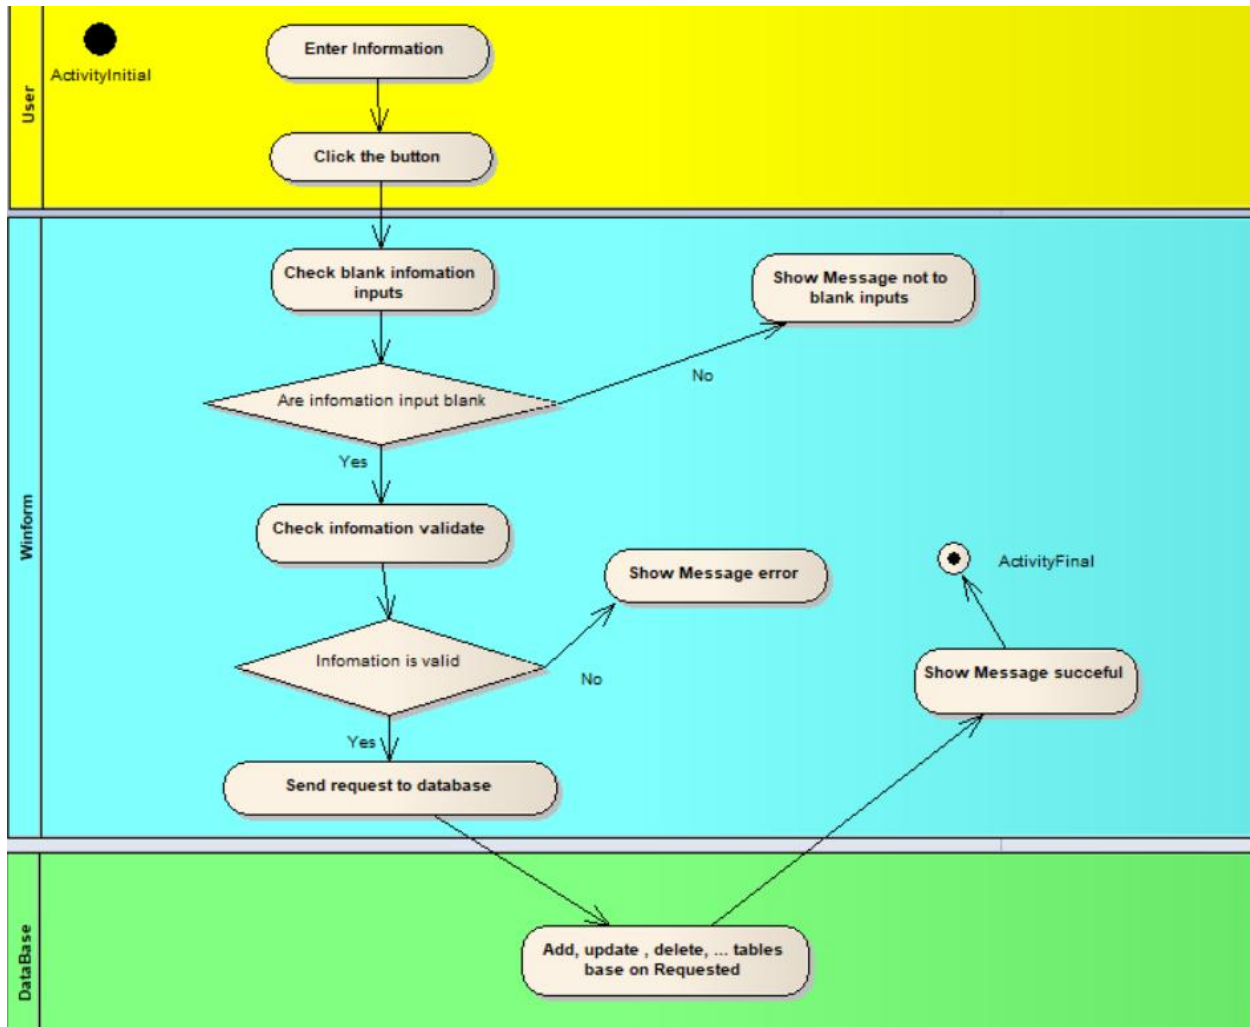 User
ActivityInitial
Enter Information
Click the button
Winform
Check blank infomation
inputs
Show Message not to
blank inputs
Are infomation input blank
No
Yes
Check infomation validate
Show Message error
ActivityFinal
Infomation is valid
No
Show Message succeful
Yes
Send request to database
DataBase
Add, update , delete, ... tables
base on Requested